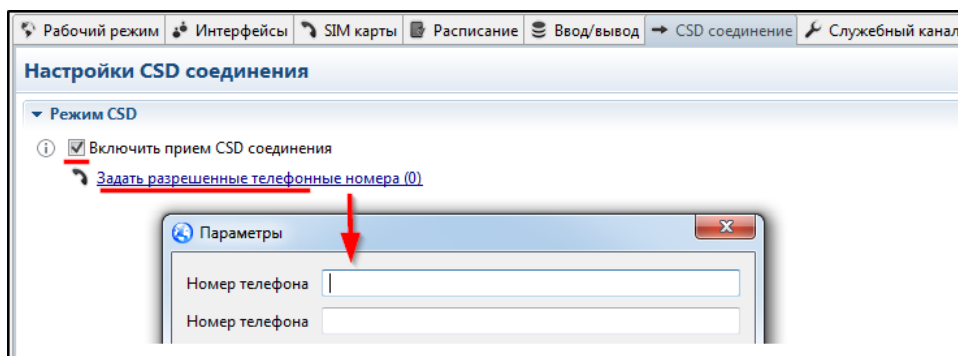 Рабочий режим Интерфейсы SIM карты Расписание Ввод/вывод CSD соединение Служебный канал
Настройки CSD соединения
Режим CSD
Включить прием CSD соединения
Задать разрешенные телефонные номера (0)
Параметры
Номер телефона
Номер телефона